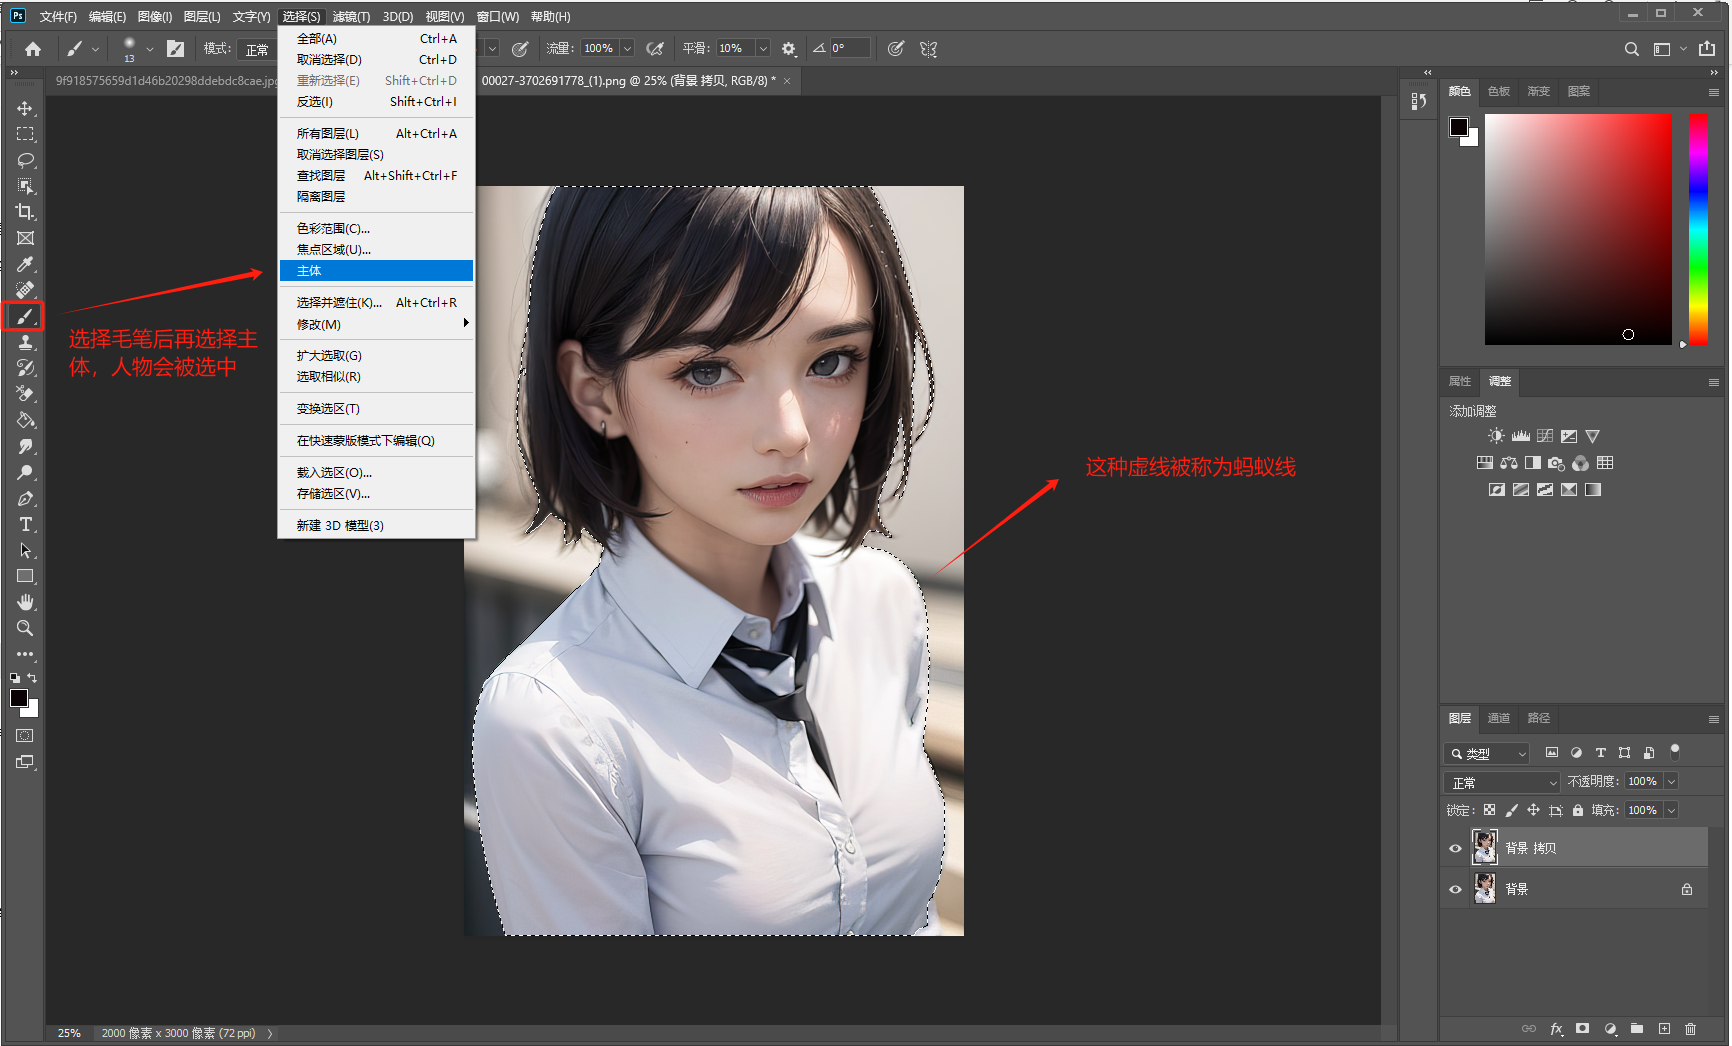 Ps 文件(F) 编辑(E) 图像(I) 图层(L) 文字(Y) 选择(S) 滤镜(T) 3D(D) 视图(V) 窗口(W) 帮助(H)
13 模式: 正常 流量: 100% 平滑: 10% 0°
9f918575659d1d46b20298ddebdc8cae.jpg
00027-3702691778_(1).png @ 25% (背景 拷贝, RGB/8) * ×
全部(A) Ctrl+A
取消选择(D) Ctrl+D
重新选择(E) Shift+Ctrl+D
反选(I) Shift+Ctrl+I
所有图层(L) Alt+Ctrl+A
取消选择图层(S)
查找图层 Alt+Shift+Ctrl+F
隔离图层
色彩范围(C)...
焦点区域(U)...
主体
选择并遮住(K)... Alt+Ctrl+R
修改(M)
扩大选取(G)
选取相似(R)
变换选区(T)
在快速蒙版模式下编辑(Q)
载入选区(O)...
存储选区(V)...
新建 3D 模型(3)
选择毛笔后再选择主
体，人物会被选中
这种虚线被称为蚂蚁线
颜色 色板 渐变 图案
属性 调整
添加调整
图层 通道 路径
类型
正常 不透明度: 100%
锁定: 填充: 100%
背景 拷贝
背景
fx
25% 2000 像素 x 3000 像素 (72 ppi)